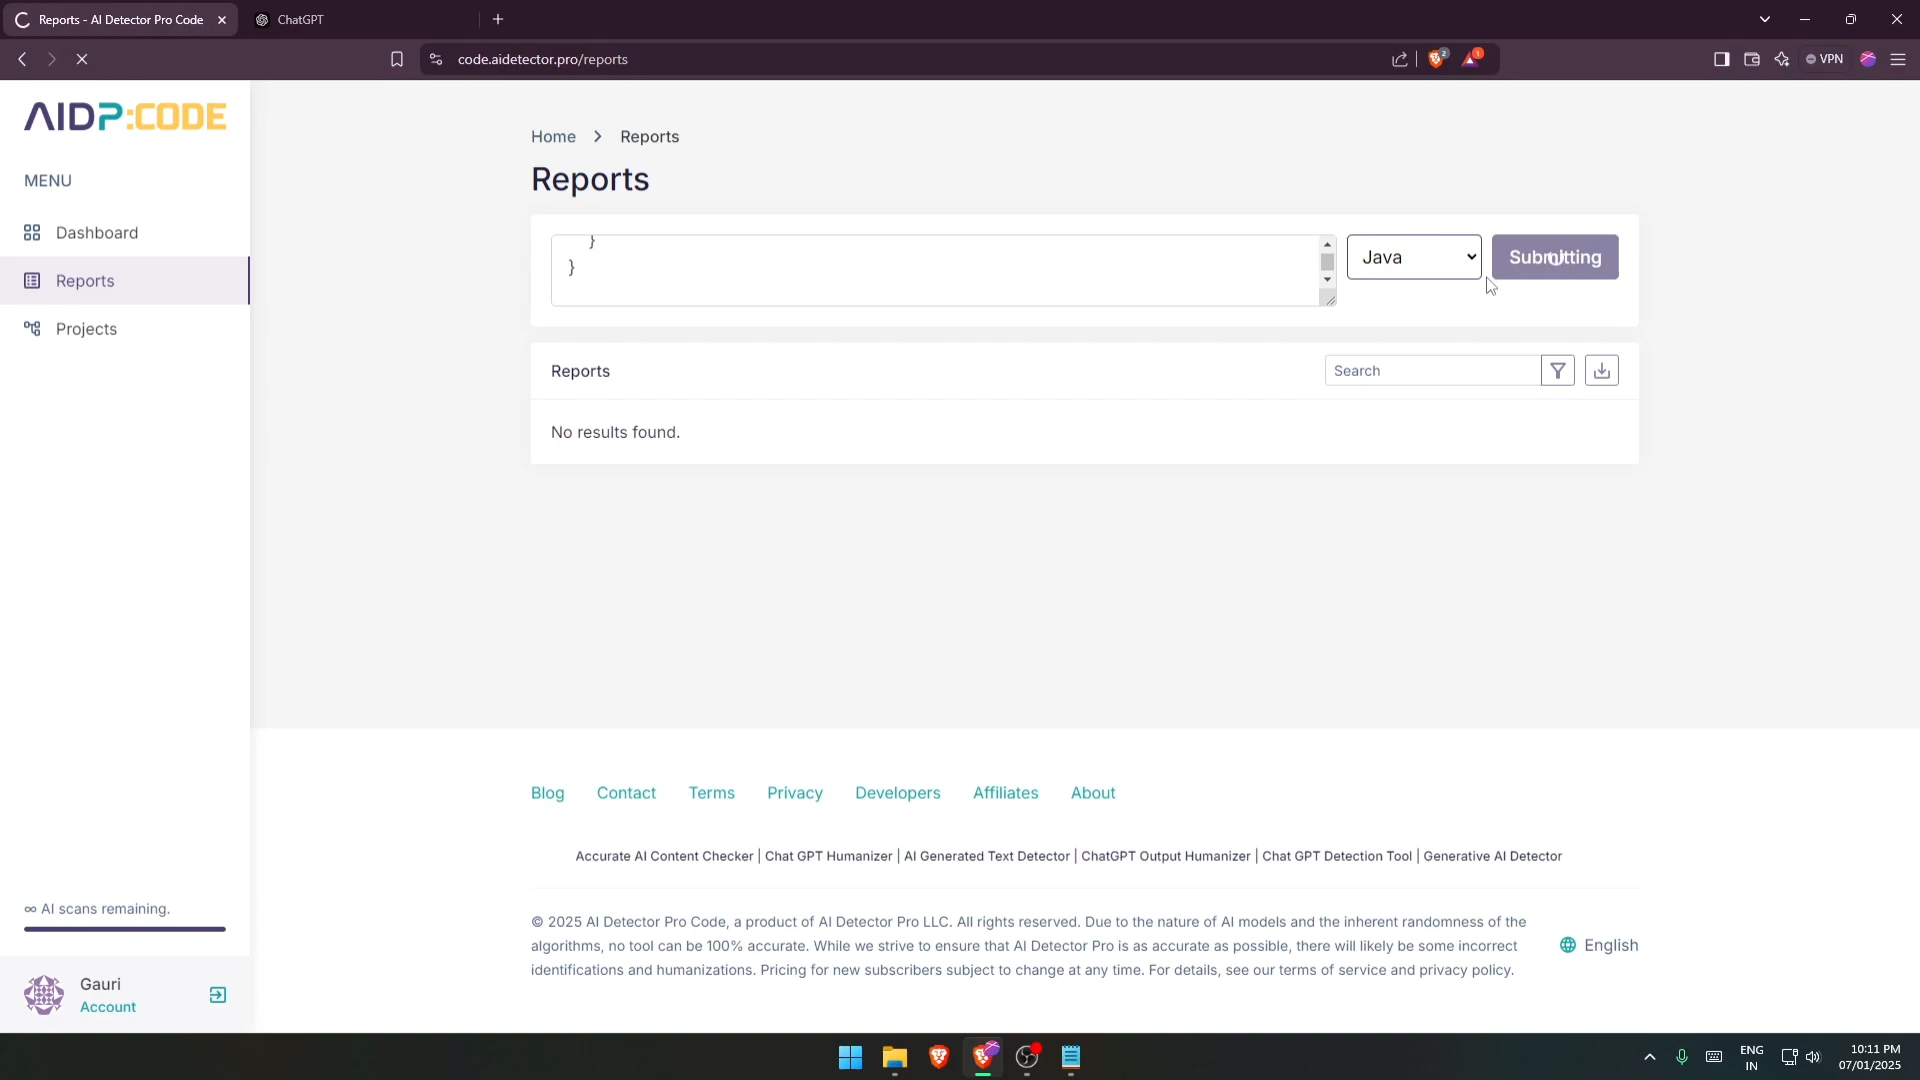 Reports - AI Detector Pro Code
ChatGPT
code.aidetector.pro/reports
2
1
VPN
AIDP:CODE
MENU
Dashboard
Reports
Projects
Home > Reports
Reports
}
}
Java
Submitting
Reports
Search
No results found.
Blog Contact Terms Privacy Developers Affiliates About
Accurate AI Content Checker | Chat GPT Humanizer | AI Generated Text Detector | ChatGPT Output Humanizer | Chat GPT Detection Tool | Generative AI Detector
© 2025 AI Detector Pro Code, a product of AI Detector Pro LLC. All rights reserved. Due to the nature of AI models and the inherent randomness of the
algorithms, no tool can be 100% accurate. While we strive to ensure that AI Detector Pro is as accurate as possible, there will likely be some incorrect
identifications and humanizations. Pricing for new subscribers subject to change at any time. For details, see our terms of service and privacy policy.
English
∞ AI scans remaining.
Gauri
Account
ENG
IN
10:11 PM
07/01/2025